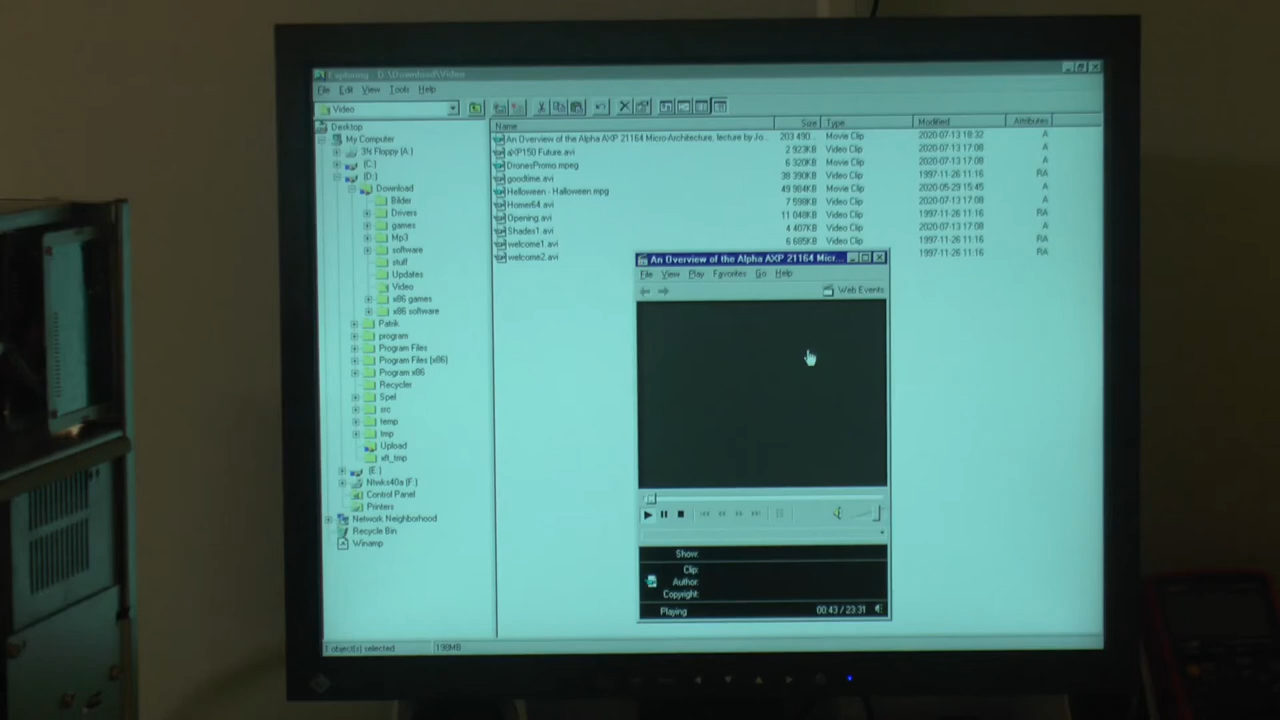 Exploring - D:\Download\Video
File Edit View Tools Help
Video
Name Size Type Modified Attributes
Desktop
My Computer
3½ Floppy (A:)
(C:)
(D:)
Download
Bilder
Drivers
games
Mp3
software
stuff
Updates
Video
x86 games
x86 software
Patrik
program
Program Files
Program Files (x86)
Program x86
Recycler
Spel
src
temp
tmp
Upload
xft_tmp
(E:)
Ntwks40a (F:)
Control Panel
Printers
Network Neighborhood
Recycle Bin
Winamp
An Overview of the Alpha AXP 21164 Micro-Architecture, lecture by Jo... 203 490... Movie Clip 2020-07-13 18:32 A
aXP150 Future.avi 2 923KB Video Clip 2020-07-13 17:08 A
DronesPromo.mpeg 6 320KB Movie Clip 2020-07-13 17:08 A
goodtime.avi 38 390KB Video Clip 1997-11-26 11:16 RA
Helloween - Halloween.mpg 49 984KB Movie Clip 2020-05-29 15:45 A
Homer64.avi 7 598KB Video Clip 2020-07-13 17:08 A
Opening.avi 11 048KB Video Clip 1997-11-26 11:16 RA
Shades1.avi 4 407KB Video Clip 2020-07-13 17:08 A
welcome1.avi 6 685KB Video Clip 1997-11-26 11:16 RA
welcome2.avi 1997-11-26 11:16 RA
An Overview of the Alpha AXP 21164 Micr...
File View Play Favorites Go Help
Web Events
Show:
Clip:
Author:
Copyright:
Playing 00:43 / 23:31
1 object(s) selected 198MB